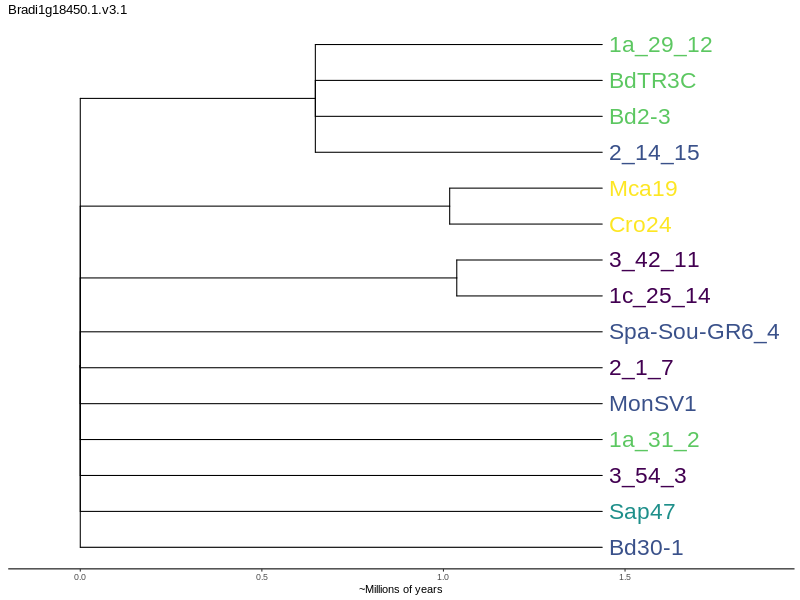 Bradi1g18450.1.v3.1
1a_29_12
BdTR3C
Bd2-3
2_14_15
Mca19
Cro24
3_42_11
1c_25_14
Spa-Sou-GR6_4
2_1_7
MonSV1
1a_31_2
3_54_3
Sap47
Bd30-1
0.0 0.5 1.0 1.5
~Millions of years